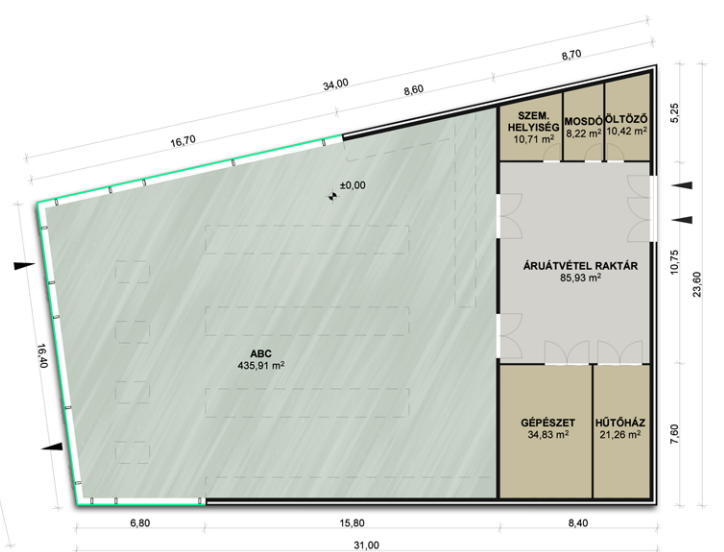 8,70
34,00
8,60
16,70
SZEM.
HELYISÉG
10,71 m²
MOSDÓ
8,22 m²
ÖLTÖZŐ
10,42 m²
5,25
±0,00
ÁRUÁTVÉTEL RAKTÁR
85,93 m²
10,75
23,60
16,40
ABC
435,91 m²
GÉPÉSZET
34,83 m²
HŰTŐHÁZ
21,26 m²
7,60
6,80
15,80
8,40
31,00